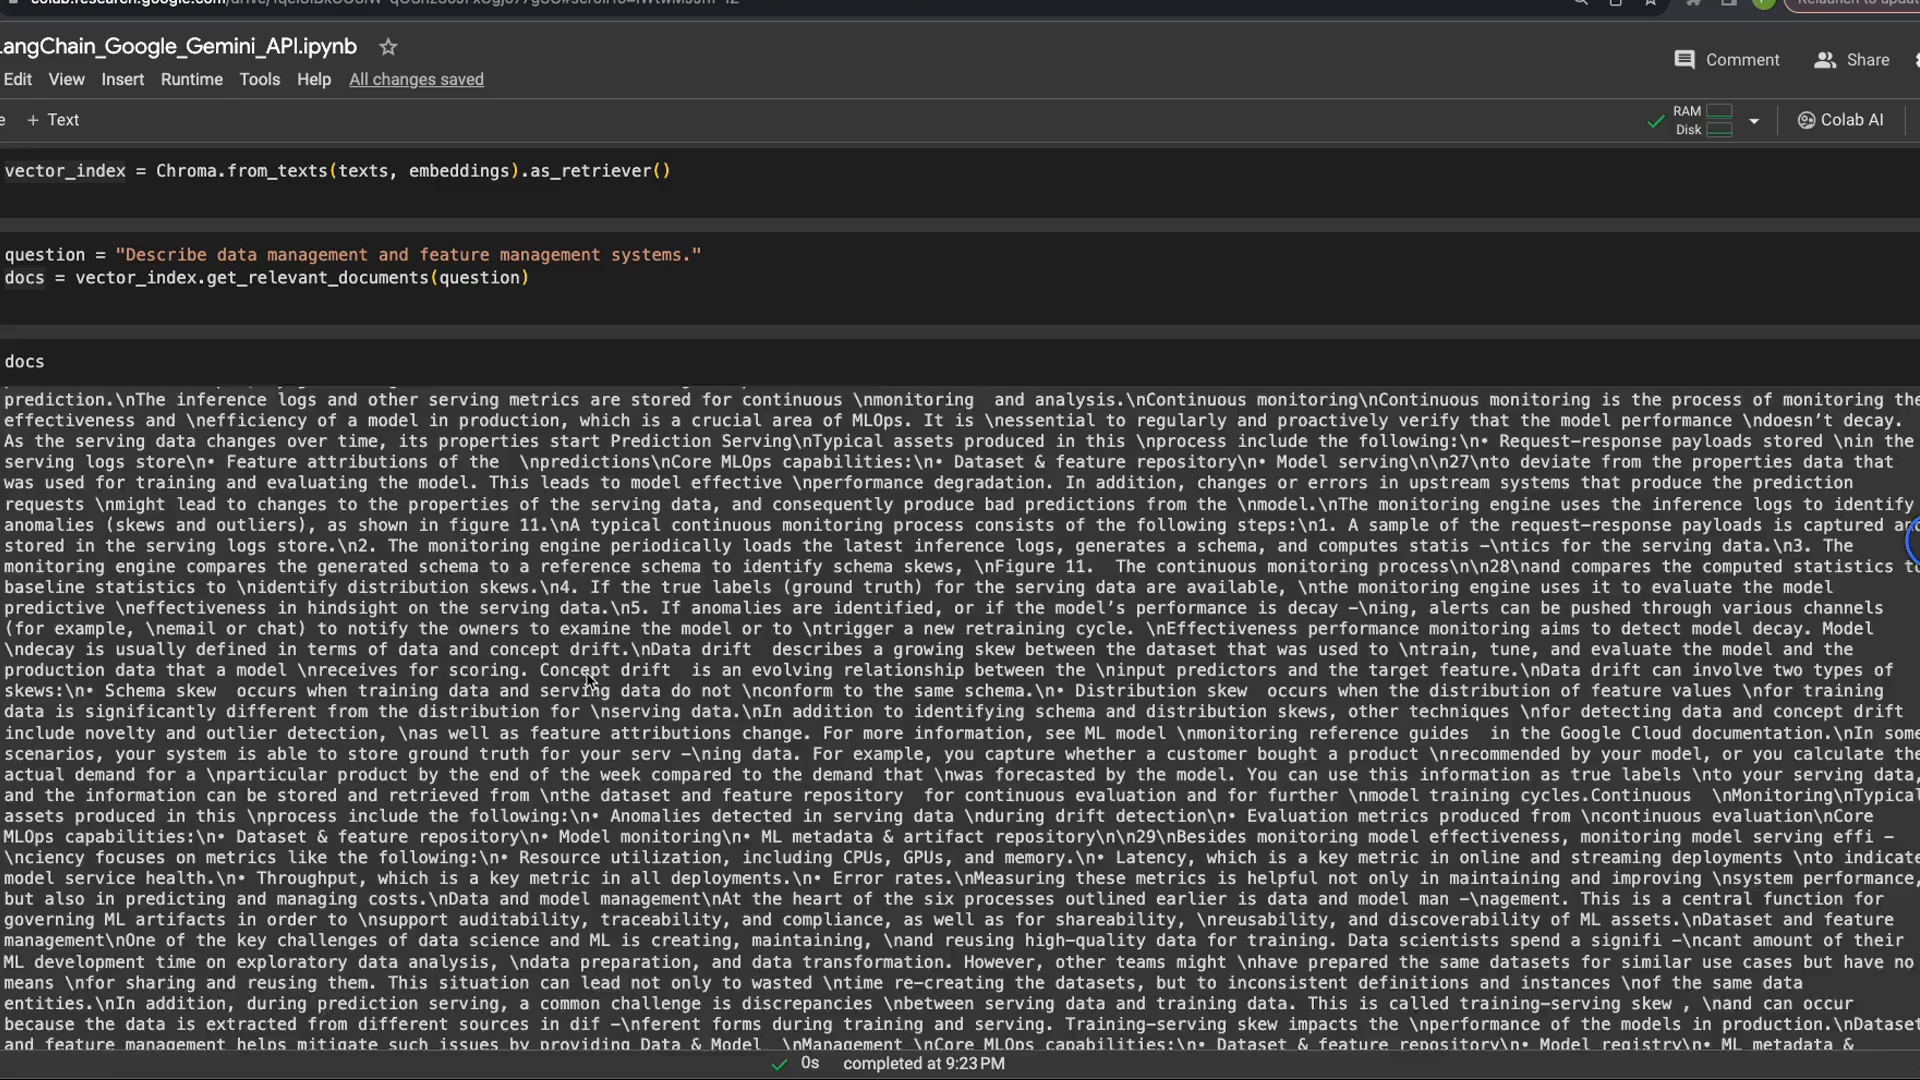 LangChain_Google_Gemini_API.ipynb
Edit View Insert Runtime Tools Help All changes saved
Comment Share
+ Text
RAM
Disk
Colab AI
vector_index = Chroma.from_texts(texts, embeddings).as_retriever()
question = "Describe data management and feature management systems."
docs = vector_index.get_relevant_documents(question)
docs
prediction.\nThe inference logs and other serving metrics are stored for continuous \nmonitoring  and analysis.\nContinuous monitoring\nContinuous monitoring is the process of monitoring the
effectiveness and \nefficiency of a model in production, which is a crucial area of MLOps. It is \nessential to regularly and proactively verify that the model performance \ndoesn't decay.
As the serving data changes over time, its properties start Prediction Serving\nTypical assets produced in this \nprocess include the following:\n• Request-response payloads stored \nin the
serving logs store\n• Feature attributions of the  \npredictions\nCore MLOps capabilities:\n• Dataset & feature repository\n• Model serving\n\n27\nto deviate from the properties data that
was used for training and evaluating the model. This leads to model effective \nperformance degradation. In addition, changes or errors in upstream systems that produce the prediction
requests \nmight lead to changes to the properties of the serving data, and consequently produce bad predictions from the \nmodel.\nThe monitoring engine uses the inference logs to identify
anomalies (skews and outliers), as shown in figure 11.\nA typical continuous monitoring process consists of the following steps:\n1. A sample of the request-response payloads is captured and
stored in the serving logs store.\n2. The monitoring engine periodically loads the latest inference logs, generates a schema, and computes statis -\ntics for the serving data.\n3. The
monitoring engine compares the generated schema to a reference schema to identify schema skews, \nFigure 11.  The continuous monitoring process\n\n28\nand compares the computed statistics to
baseline statistics to \nidentify distribution skews.\n4. If the true labels (ground truth) for the serving data are available, \nthe monitoring engine uses it to evaluate the model
predictive \neffectiveness in hindsight on the serving data.\n5. If anomalies are identified, or if the model's performance is decay -\ning, alerts can be pushed through various channels
(for example, \nemail or chat) to notify the owners to examine the model or to \ntrigger a new retraining cycle. \nEffectiveness performance monitoring aims to detect model decay. Model
\ndecay is usually defined in terms of data and concept drift.\nData drift  describes a growing skew between the dataset that was used to \ntrain, tune, and evaluate the model and the
production data that a model \nreceives for scoring. Concept drift  is an evolving relationship between the \ninput predictors and the target feature.\nData drift can involve two types of
skews:\n• Schema skew  occurs when training data and serving data do not \nconform to the same schema.\n• Distribution skew  occurs when the distribution of feature values \nfor training
data is significantly different from the distribution for \nserving data.\nIn addition to identifying schema and distribution skews, other techniques \nfor detecting data and concept drift
include novelty and outlier detection, \nas well as feature attributions change. For more information, see ML model \nmonitoring reference guides  in the Google Cloud documentation.\nIn some
scenarios, your system is able to store ground truth for your serv -\ning data. For example, you capture whether a customer bought a product \nrecommended by your model, or you calculate the
actual demand for a \nparticular product by the end of the week compared to the demand that \nwas forecasted by the model. You can use this information as true labels \nto your serving data,
and the information can be stored and retrieved from \nthe dataset and feature repository  for continuous evaluation and for further \nmodel training cycles.Continuous  \nMonitoring\nTypical
assets produced in this \nprocess include the following:\n• Anomalies detected in serving data \nduring drift detection\n• Evaluation metrics produced from \ncontinuous evaluation\nCore
MLOps capabilities:\n• Dataset & feature repository\n• Model monitoring\n• ML metadata & artifact repository\n\n29\nBesides monitoring model effectiveness, monitoring model serving effi -
\nciency focuses on metrics like the following:\n• Resource utilization, including CPUs, GPUs, and memory.\n• Latency, which is a key metric in online and streaming deployments \nto indicate
model service health.\n• Throughput, which is a key metric in all deployments.\n• Error rates.\nMeasuring these metrics is helpful not only in maintaining and improving \nsystem performance,
but also in predicting and managing costs.\nData and model management\nAt the heart of the six processes outlined earlier is data and model man -\nagement. This is a central function for
governing ML artifacts in order to \nsupport auditability, traceability, and compliance, as well as for shareability, \nreusability, and discoverability of ML assets.\nDataset and feature
management\nOne of the key challenges of data science and ML is creating, maintaining, \nand reusing high-quality data for training. Data scientists spend a signifi -\ncant amount of their
ML development time on exploratory data analysis, \ndata preparation, and data transformation. However, other teams might \nhave prepared the same datasets for similar use cases but have no
means \nfor sharing and reusing them. This situation can lead not only to wasted \ntime re-creating the datasets, but to inconsistent definitions and instances \nof the same data
entities.\nIn addition, during prediction serving, a common challenge is discrepancies \nbetween serving data and training data. This is called training-serving skew , \nand can occur
because the data is extracted from different sources in dif -\nferent forms during training and serving. Training-serving skew impacts the \nperformance of the models in production.\nDataset
and feature management helps mitigate such issues by providing Data & Model  \nManagement \nCore MLOps capabilities:\n• Dataset & feature repository\n• Model registry\n• ML metadata &
0s completed at 9:23 PM